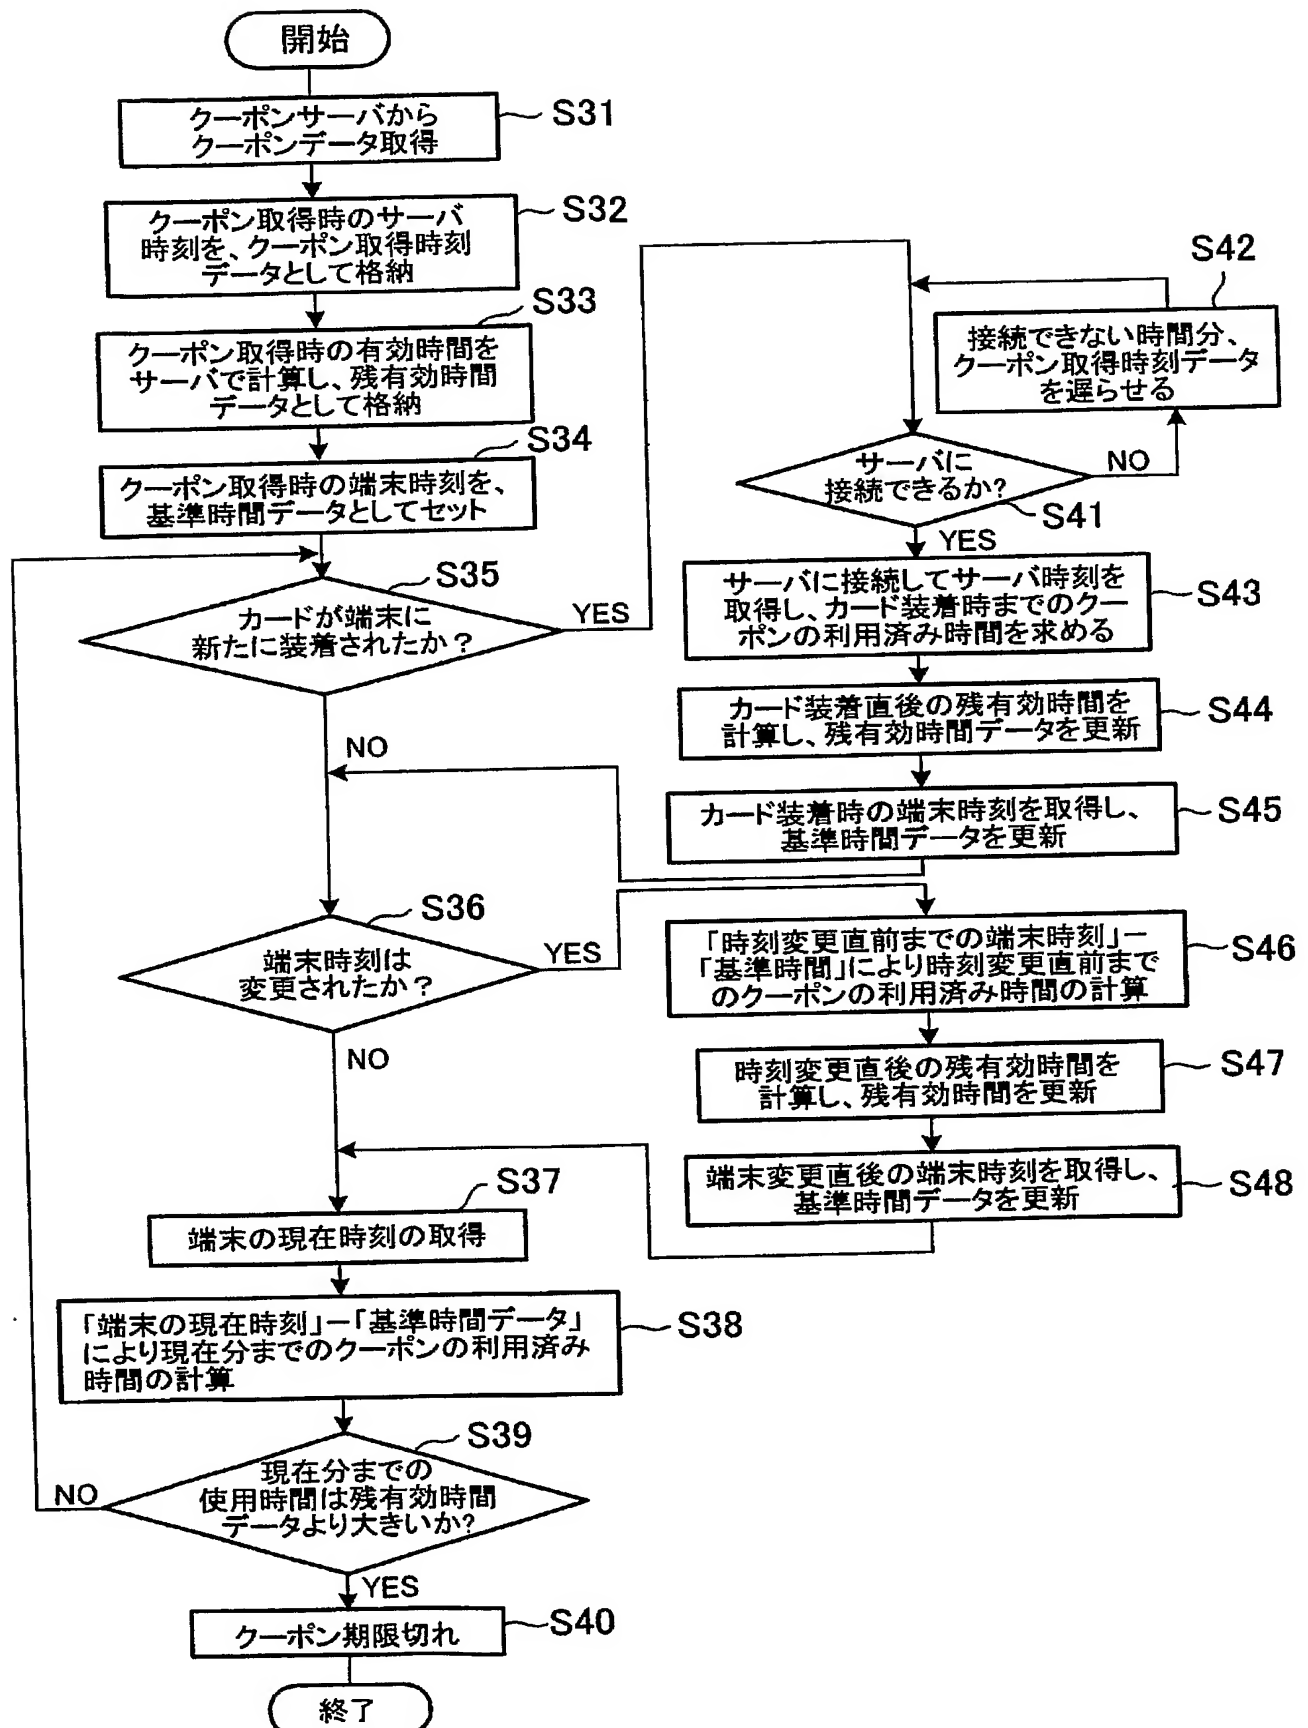 開始
クーポンサーバから
クーポンデータ取得
S31
クーポン取得時のサーバ
時刻を、クーポン取得時刻
データとして格納
S32
クーポン取得時の有効時間を
サーバで計算し、残有効時間
データとして格納
S33
クーポン取得時の端末時刻を、
基準時間データとしてセット
S34
カードが端末に
新たに装着されたか?
S35
YES
NO
端末時刻は
変更されたか?
S36
YES
NO
端末の現在時刻の取得
S37
「端末の現在時刻」−「基準時間データ」
により現在分までのクーポンの利用済み
時間の計算
S38
現在分までの
使用時間は残有効時間
データより大きいか?
S39
NO
YES
クーポン期限切れ
S40
終了
サーバに
接続できるか?
S41
NO
YES
接続できない時間分、
クーポン取得時刻データ
を遅らせる
S42
サーバに接続してサーバ時刻を
取得し、カード装着時までのクー
ポンの利用済み時間を求める
S43
カード装着直後の残有効時間を
計算し、残有効時間データを更新
S44
カード装着時の端末時刻を取得し、
基準時間データを更新
S45
「時刻変更直前までの端末時刻」−
「基準時間」により時刻変更直前まで
のクーポンの利用済み時間の計算
S46
時刻変更直後の残有効時間を
計算し、残有効時間を更新
S47
端末変更直後の端末時刻を取得し、
基準時間データを更新
S48